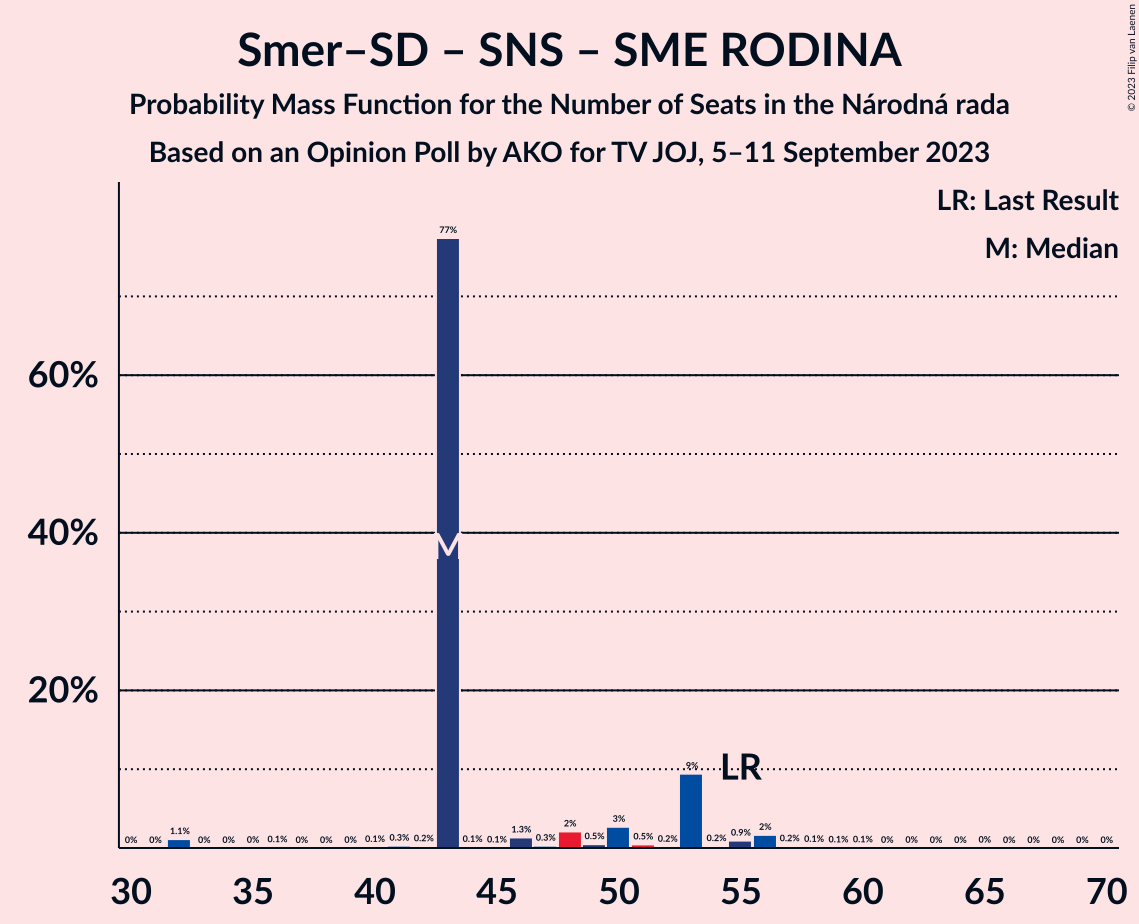 Smer–SD – SNS – SME RODINA
Probability Mass Function for the Number of Seats in the Národná rada
Based on an Opinion Poll by AKO for TV JOJ, 5–11 September 2023
© 2023 Filip van Laenen
LR: Last Result
M: Median
77%
60%
40%
M
20%
LR
0% 0% 1.1% 0% 0% 0% 0.1% 0% 0% 0% 0.1% 0.3% 0.2% 0.1% 0.1% 1.3% 0.3% 2% 0.5% 3% 0.5% 0.2% 9% 0.2% 0.9% 2% 0.2% 0.1% 0.1% 0.1% 0% 0% 0% 0% 0% 0% 0% 0% 0% 0%
30 35 40 45 50 55 60 65 70